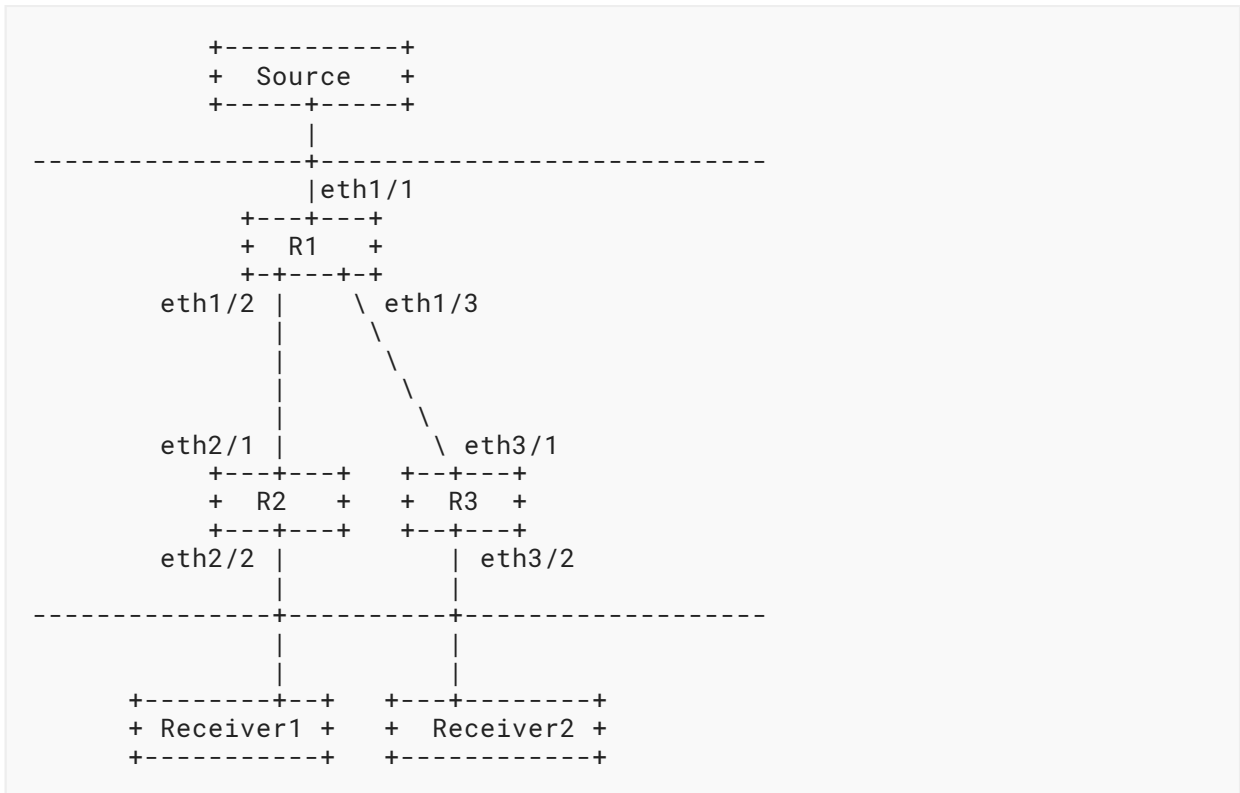 +-----------+
           +  Source   +
           +-----+-----+
                 |
-----------------+----------------------------
                 |eth1/1
             +---+---+
             +  R1   +
             +-+---+-+
        eth1/2 |    \ eth1/3
               |     \
               |      \
               |       \
               |        \
        eth2/1 |         \ eth3/1
           +---+---+   +--+---+
           +  R2   +   +  R3  +
           +---+---+   +--+---+
        eth2/2 |          | eth3/2
               |          |
---------------+----------+-------------------
               |          |
               |          |
      +--------+--+   +---+--------+
      + Receiver1 +   +  Receiver2 +
      +-----------+   +------------+